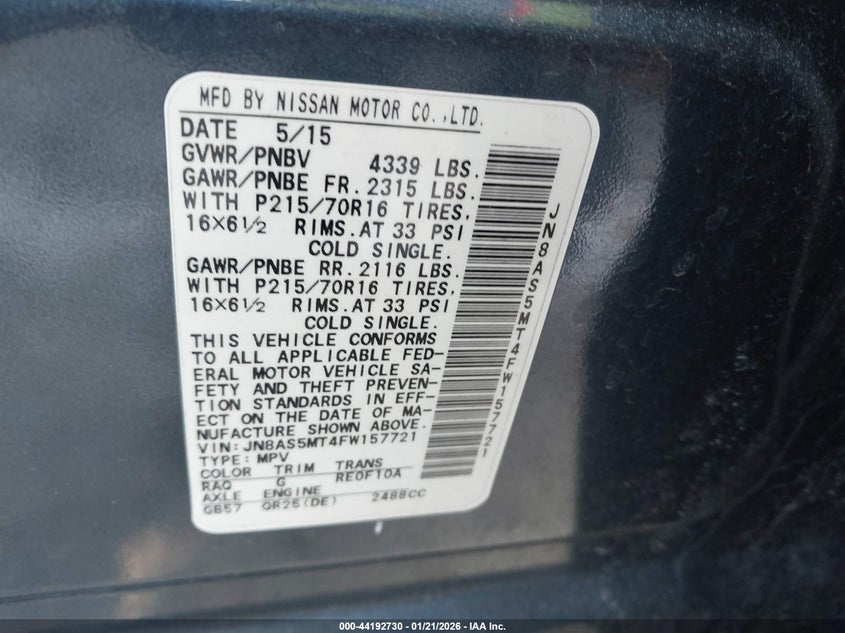 MFD BY NISSAN MOTOR CO.,LTD.
DATE 5/15
GVWR/PNBV 4339 LBS.
GAWR/PNBE FR. 2315 LBS.
WITH P215/70R16 TIRES.
16×6½ RIMS.AT 33 PSI
COLD SINGLE.
GAWR/PNBE RR. 2116 LBS.
WITH P215/70R16 TIRES.
16×6½ RIMS.AT 33 PSI
COLD SINGLE.
THIS VEHICLE CONFORMS
TO ALL APPLICABLE FED-
ERAL MOTOR VEHICLE SA-
FETY AND THEFT PREVEN-
TION STANDARDS IN EFF-
ECT ON THE DATE OF MA-
NUFACTURE SHOWN ABOVE.
VIN: JN8AS5MT4FW157721
TYPE: MPV
COLOR TRIM TRANS
RAQ G RE0F10A
AXLE ENGINE
GB57 QR25(DE) 2488CC
JN8AS5MT4FW157721
000-44192730 - 01/21/2026 - IAA Inc.